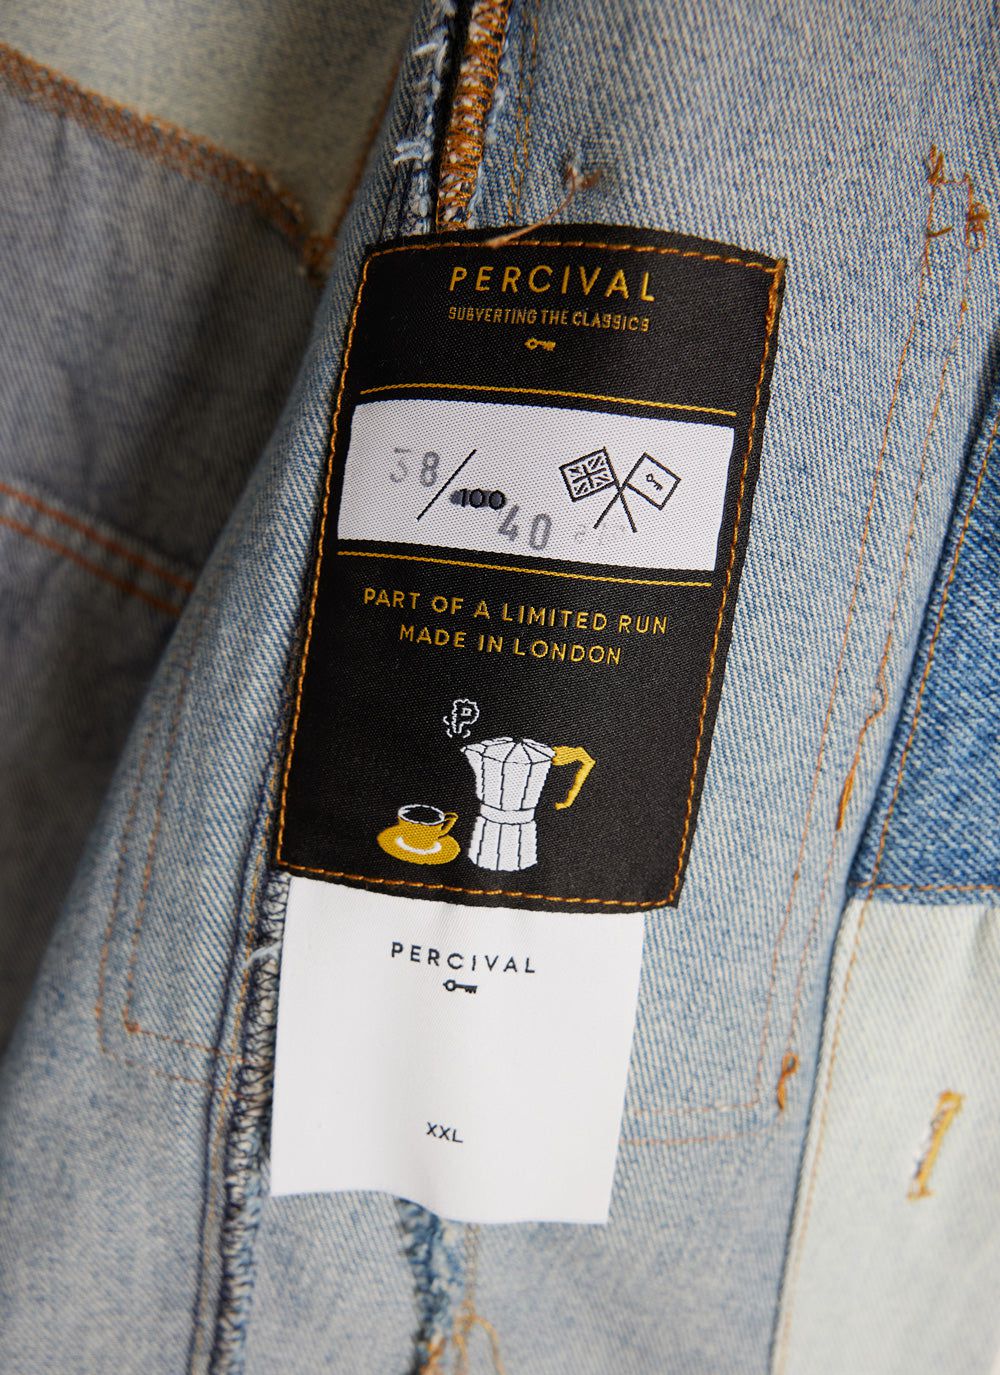 PERCIVAL
SUBVERTING THE CLASSICS
38/100
40
PART OF A LIMITED RUN
MADE IN LONDON
P
PERCIVAL
XXL